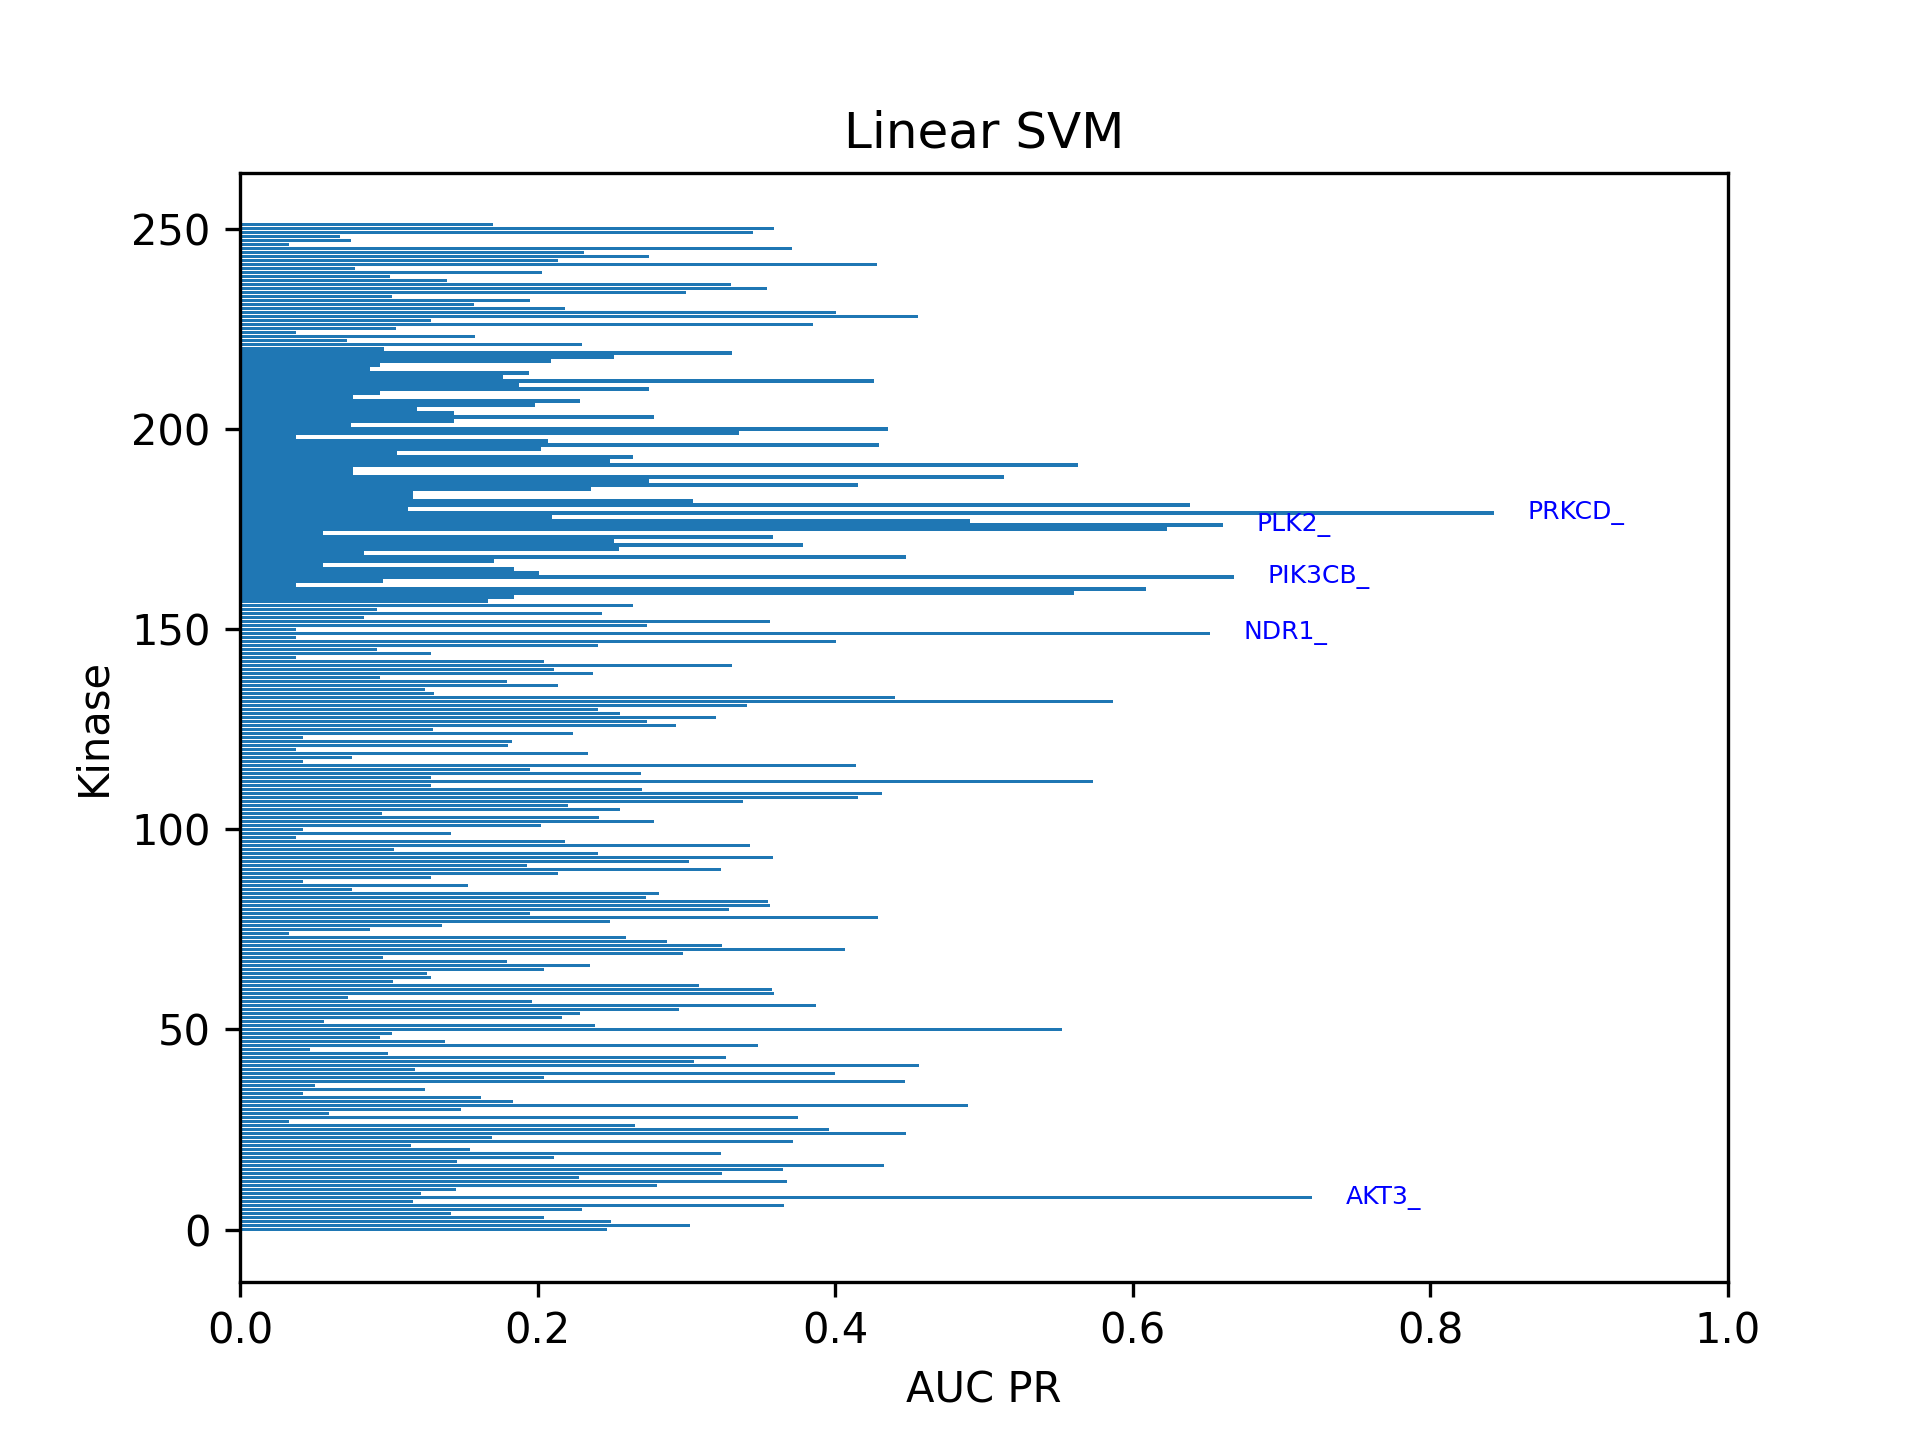 Linear SVM
250
200
150
100
50
0
Kinase
PRKCD_
PLK2_
PIK3CB_
NDR1_
AKT3_
0.0 0.2 0.4 0.6 0.8 1.0
AUC PR